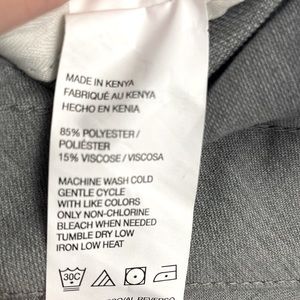 MADE IN KENYA
FABRIQUÉ AU KENYA
HECHO EN KENIA
85% POLYESTER /
POLIÉSTER
15% VISCOSE / VISCOSA
MACHINE WASH COLD
GENTLE CYCLE
WITH LIKE COLORS
ONLY NON-CHLORINE
BLEACH WHEN NEEDED
TUMBLE DRY LOW
IRON LOW HEAT
30C